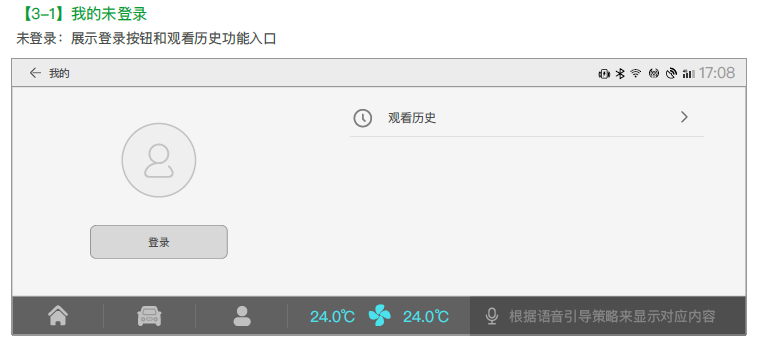 【3-1】我的未登录
未登录：展示登录按钮和观看历史功能入口
我的
17:08
观看历史
登录
24.0℃
24.0℃
根据语音引导策略来显示对应内容